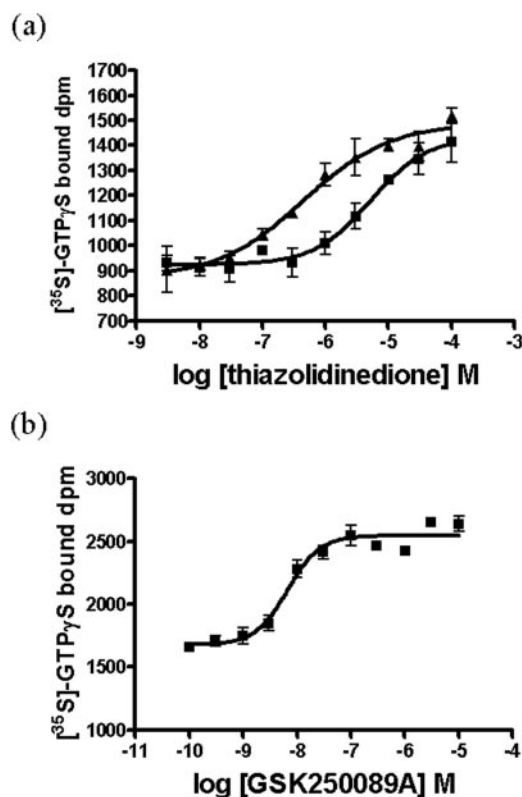 (a)
[³⁵S]-GTPγS bound dpm
1700
1600
1500
1400
1300
1200
1100
1000
900
800
700
-9 -8 -7 -6 -5 -4 -3
log [thiazolidinedione] M
(b)
[³⁵S]-GTPγS bound dpm
3000
2500
2000
1500
1000
-11 -10 -9 -8 -7 -6 -5 -4
log [GSK250089A] M